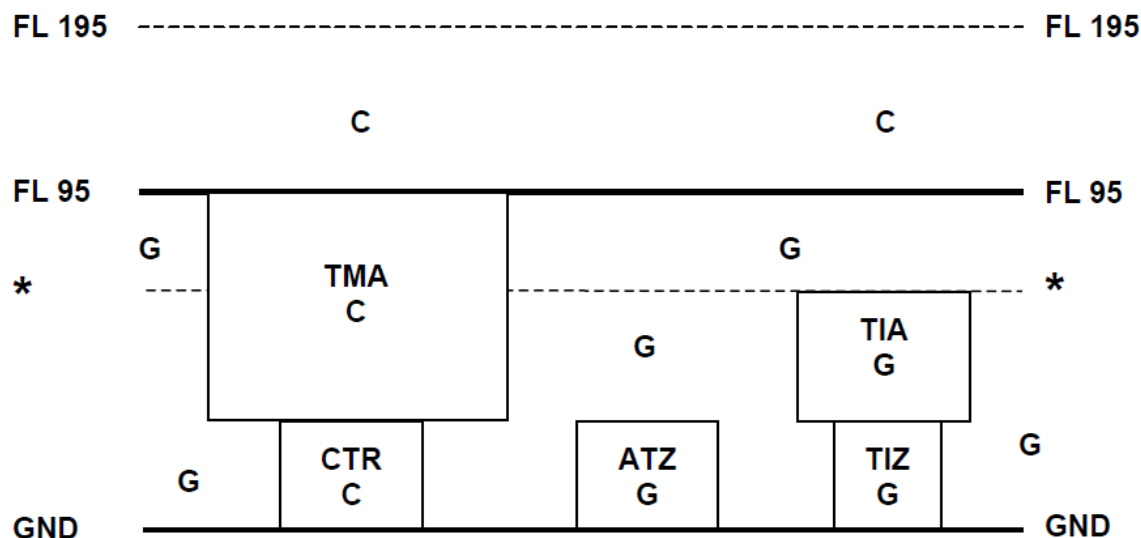 FL 195 FL 195
C C
FL 95 FL 95
G G
TMA
* *
C
TIA
G
G
CTR ATZ TIZ G
G
C G G
GND GND